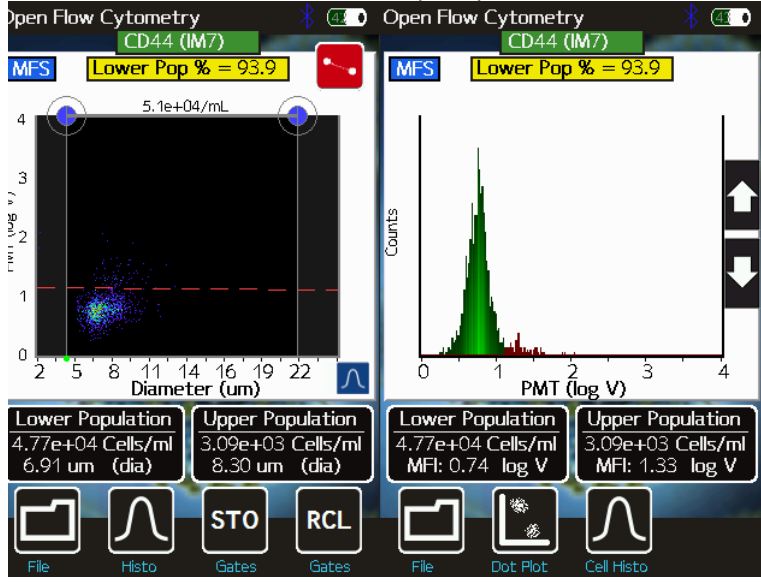 Open Flow Cytometry
CD44 (IM7)
MFS
Lower Pop % = 93.9
5.1e+04/mL
4
3
2
1
0
PMT (log V)
2 5 8 11 14 16 19 22
Diameter (um)
Lower Population
4.77e+04 Cells/ml
6.91 um (dia)
Upper Population
3.09e+03 Cells/ml
8.30 um (dia)
STO
RCL
File
Histo
Gates
Gates
Open Flow Cytometry
CD44 (IM7)
MFS
Lower Pop % = 93.9
Counts
0 1 2 3 4
PMT (log V)
Lower Population
4.77e+04 Cells/ml
MFI: 0.74 log V
Upper Population
3.09e+03 Cells/ml
MFI: 1.33 log V
File
Dot Plot
Cell Histo